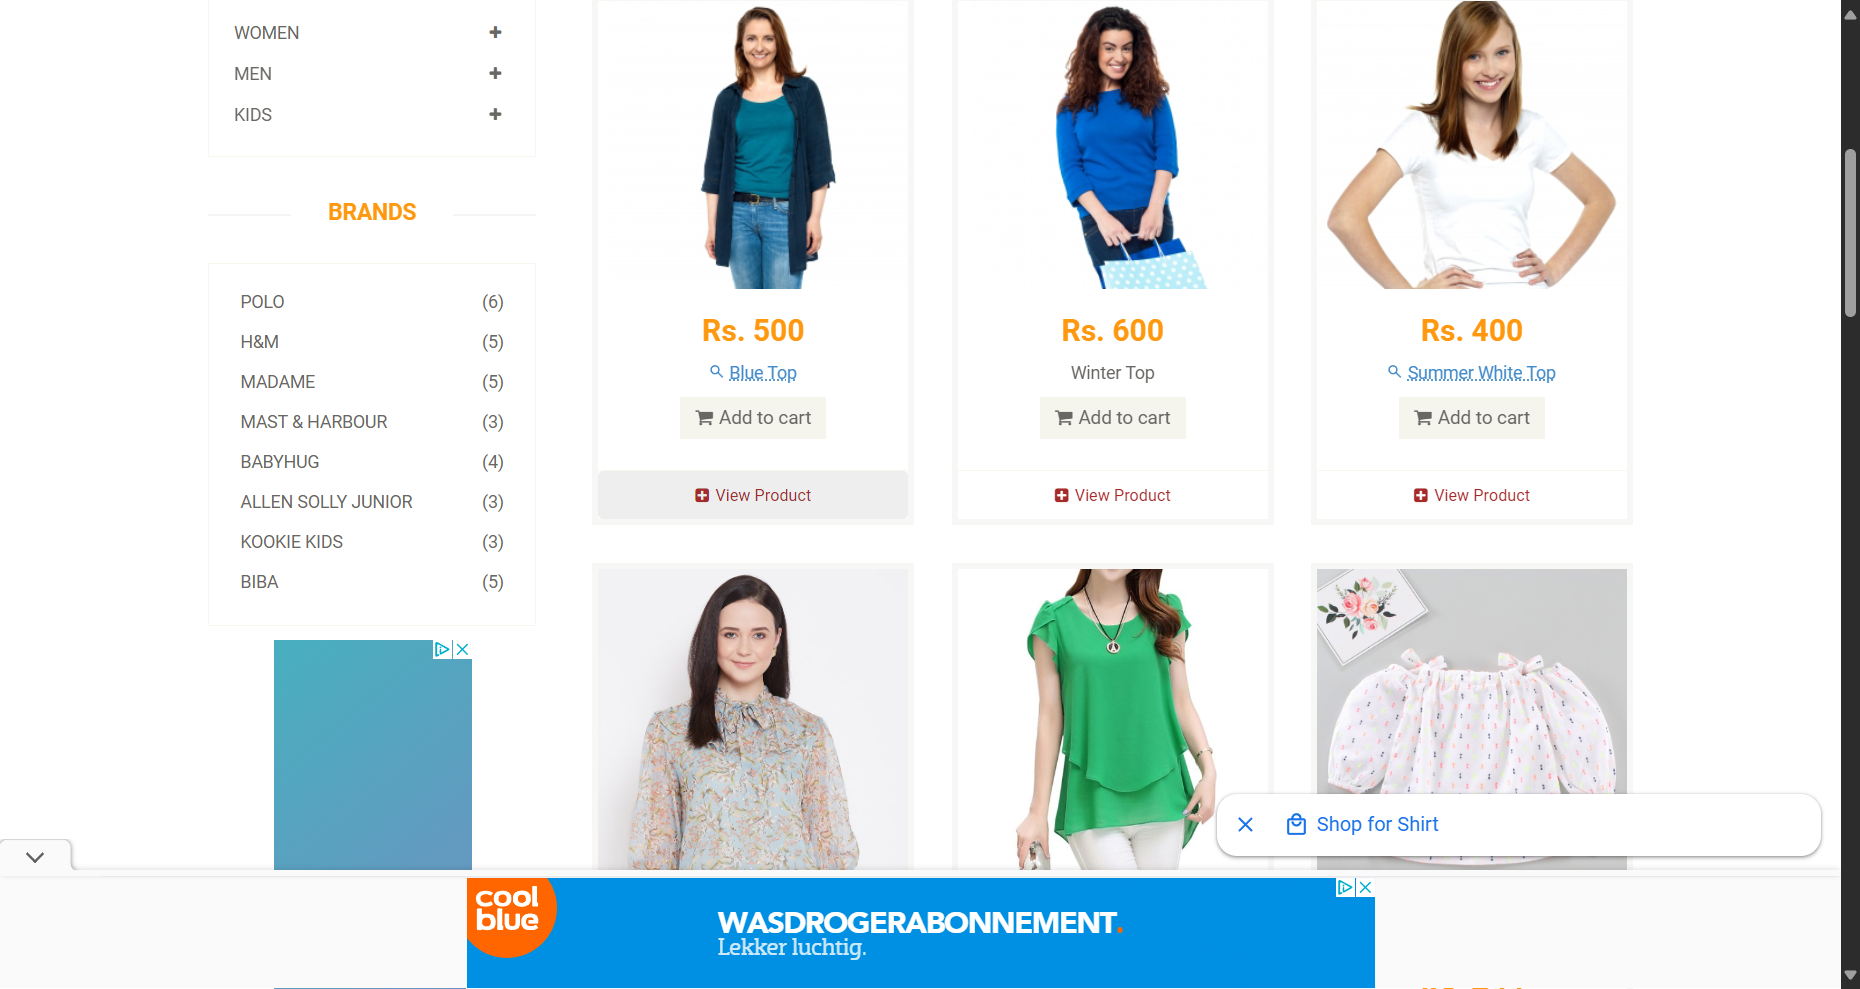 WOMEN
MEN
KIDS
BRANDS
POLO (6)
H&M (5)
MADAME (5)
MAST & HARBOUR (3)
BABYHUG (4)
ALLEN SOLLY JUNIOR (3)
KOOKIE KIDS (3)
BIBA (5)
Rs. 500
Blue Top
Add to cart
View Product
Rs. 600
Winter Top
Add to cart
View Product
Rs. 400
Summer White Top
Add to cart
View Product
Shop for Shirt
cool
blue
WASDROGERABONNEMENT.
Lekker luchtig.